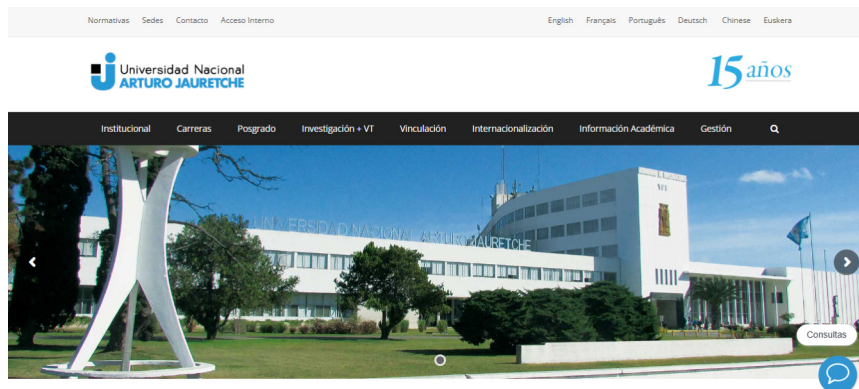 Normativas Sedes Contacto Acceso Interno English Français Português Deutsch Chinese Euskera
Universidad Nacional
ARTURO JAURETCHE
15 años
Institucional Carreras Posgrado Investigación + VT Vinculación Internacionalización Información Académica Gestión
UNIVERSIDAD NACIONAL ARTURO JAURETCHE
Consultas